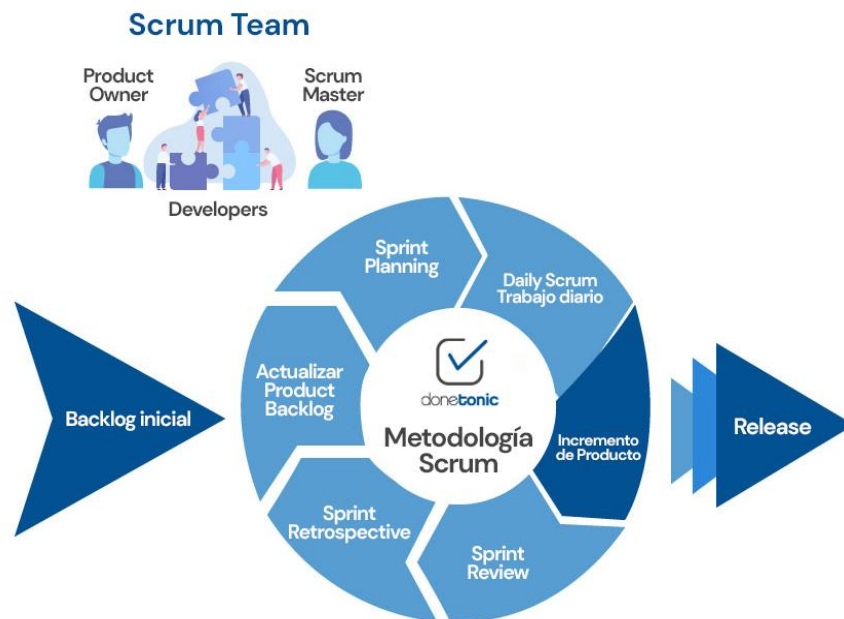 Scrum Team
Product
Owner
Scrum
Master
Developers
Sprint
Planning
Daily Scrum
Trabajo diario
Actualizar
Product
Backlog
Backlog inicial
donetonic
Metodología
Scrum
Incremento
de Producto
Release
Sprint
Retrospective
Sprint
Review